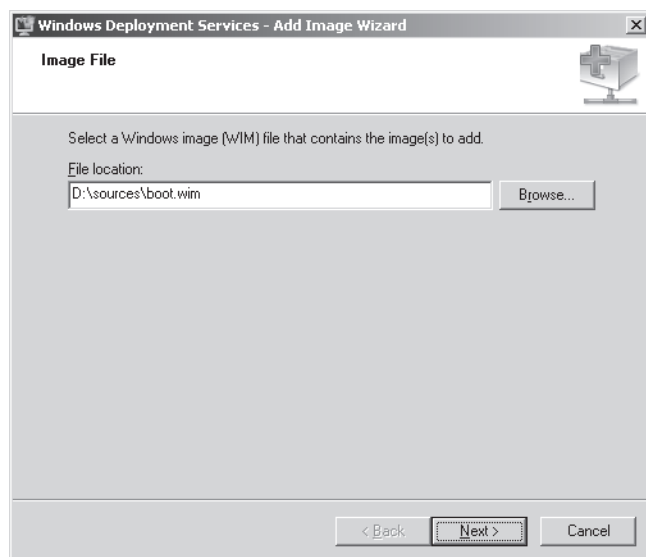 Windows Deployment Services - Add Image Wizard
Image File
Select a Windows image (WIM) file that contains the image(s) to add.
File location:
D:\sources\boot.wim
Browse...
< Back
Next >
Cancel